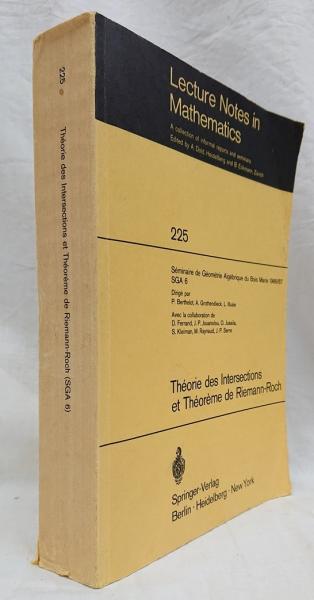 225 Théorie des Intersections et Théorème de Riemann-Roch (SGA 6)
Lecture Notes in
Mathematics
A collection of informal reports and seminars
Edited by A. Dold, Heidelberg and B. Eckmann, Zürich
225
Séminaire de Géométrie Algébrique du Bois Marie 1966/67
SGA 6
Dirigé par
P. Berthelot, A. Grothendieck, L. Illusie
Avec la collaboration de
D. Ferrand, J. P. Jouanolou, O. Jussila,
S. Kleiman, M. Raynaud, J. P. Serre
Théorie des Intersections
et Théorème de Riemann-Roch
Springer-Verlag
Berlin · Heidelberg · New York